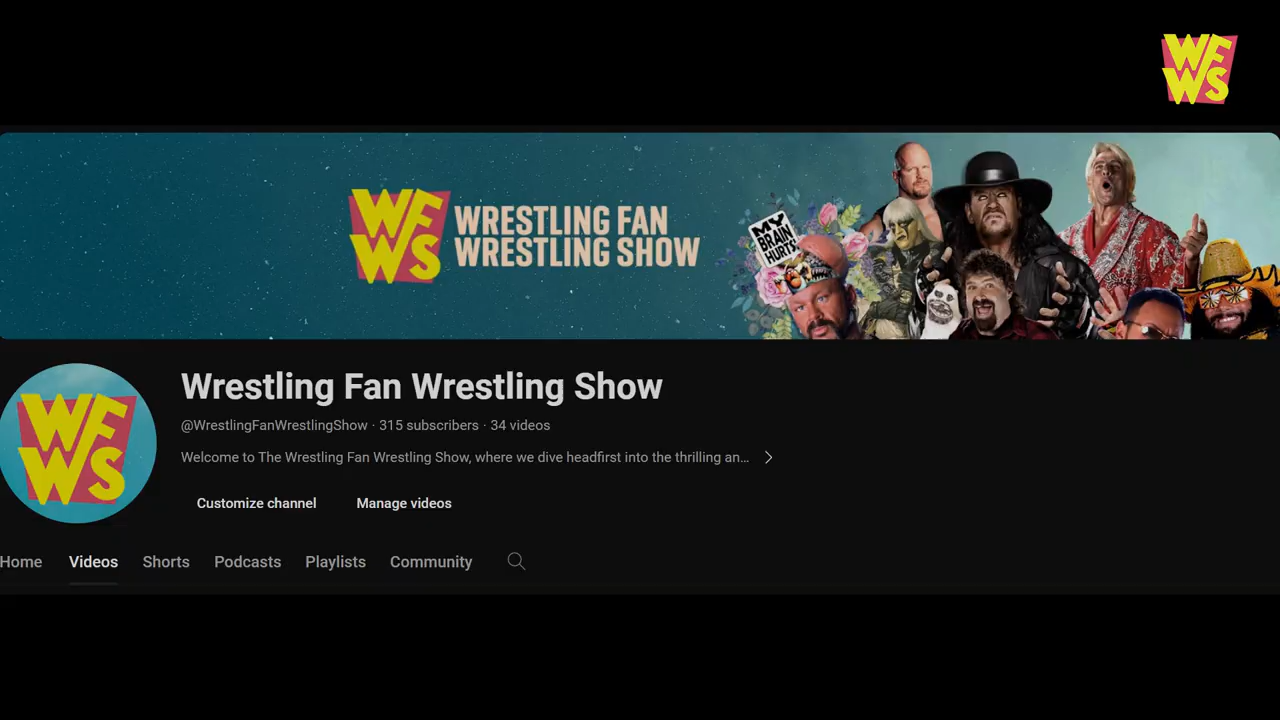 WF
WS
WF
WS
WRESTLING FAN
WRESTLING SHOW
MY
BRAIN
HURTS
WF
WS
Wrestling Fan Wrestling Show
@WrestlingFanWrestlingShow · 315 subscribers · 34 videos
Welcome to The Wrestling Fan Wrestling Show, where we dive headfirst into the thrilling an...
Customize channel
Manage videos
Home
Videos
Shorts
Podcasts
Playlists
Community